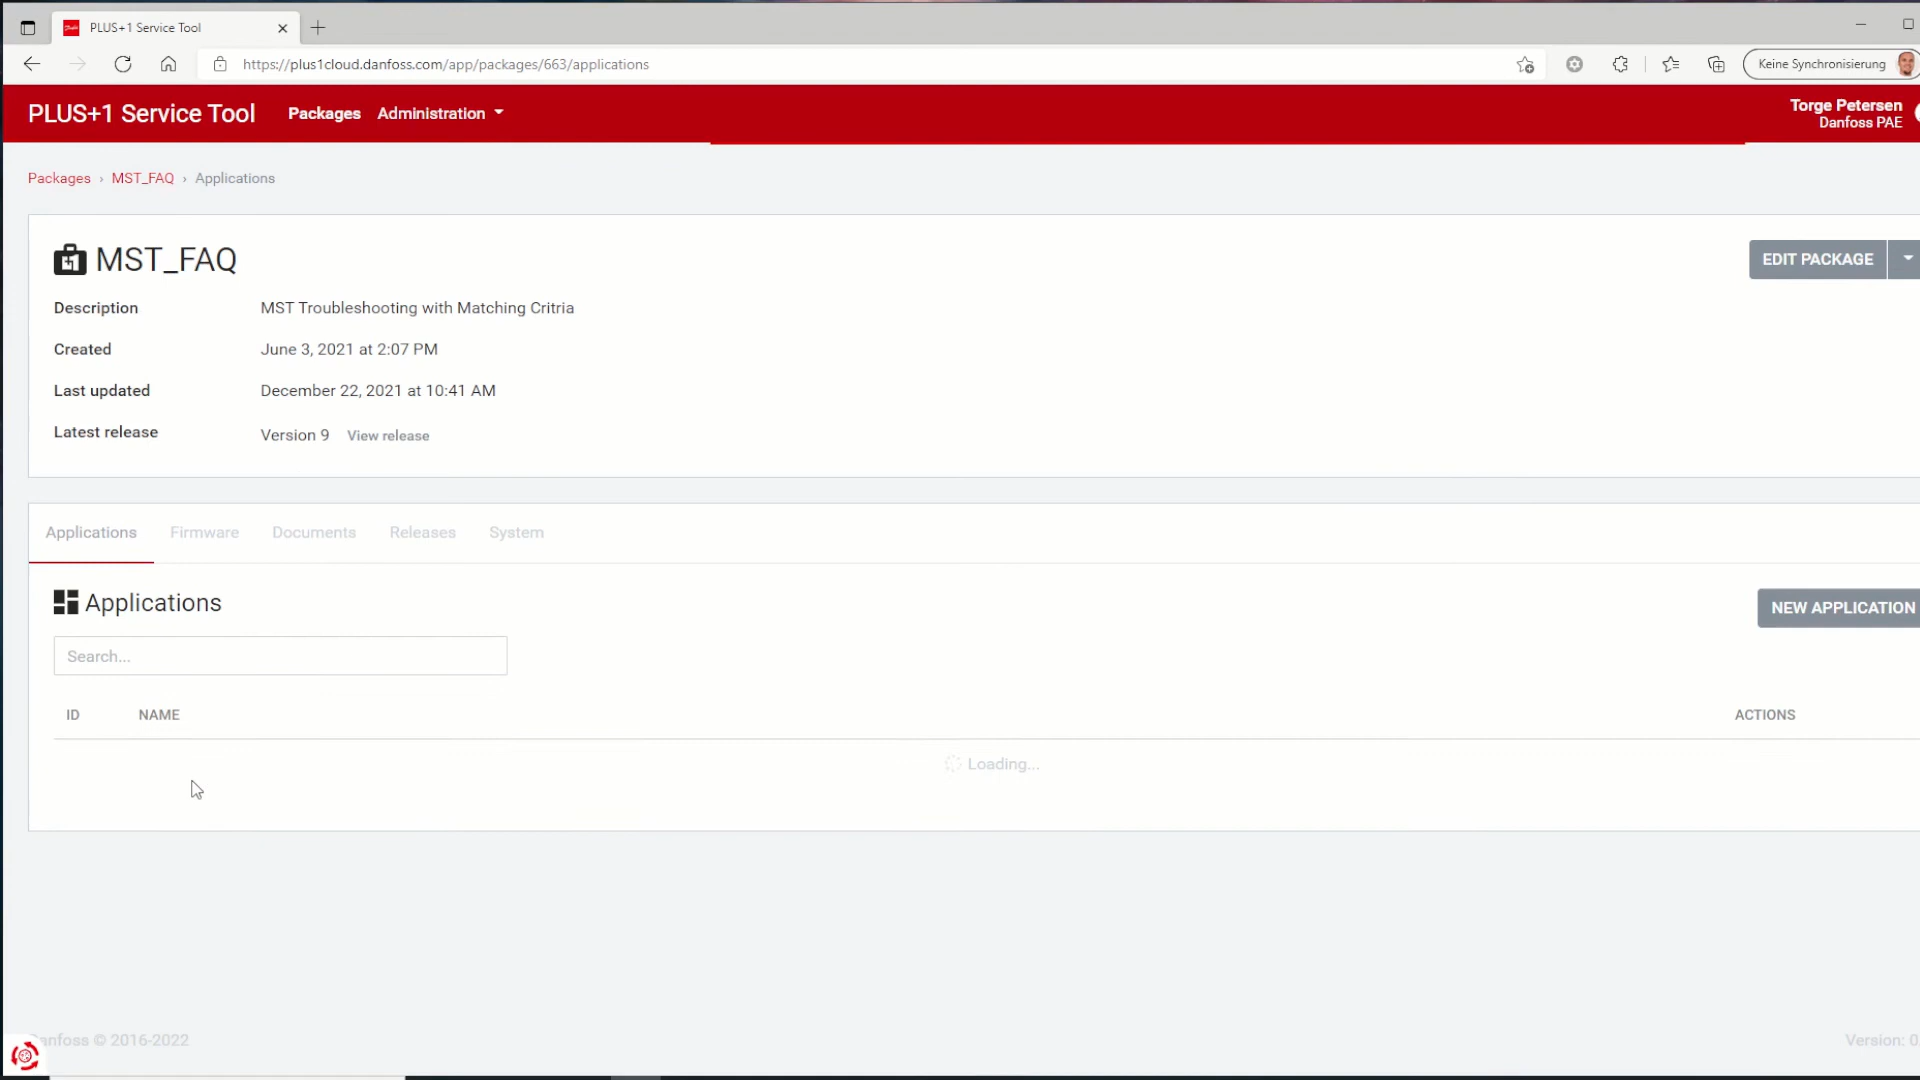 PLUS+1 Service Tool
https://plus1cloud.danfoss.com/app/packages/663/applications
Keine Synchronisierung
PLUS+1 Service Tool
Packages
Administration
Torge Petersen
Danfoss PAE
Packages › MST_FAQ › Applications
MST_FAQ
EDIT PACKAGE
Description MST Troubleshooting with Matching Critria
Created June 3, 2021 at 2:07 PM
Last updated December 22, 2021 at 10:41 AM
Latest release Version 9 View release
Applications Firmware Documents Releases System
Applications
NEW APPLICATION
Search...
ID NAME ACTIONS
Loading...
anfoss © 2016-2022
Version: 0.